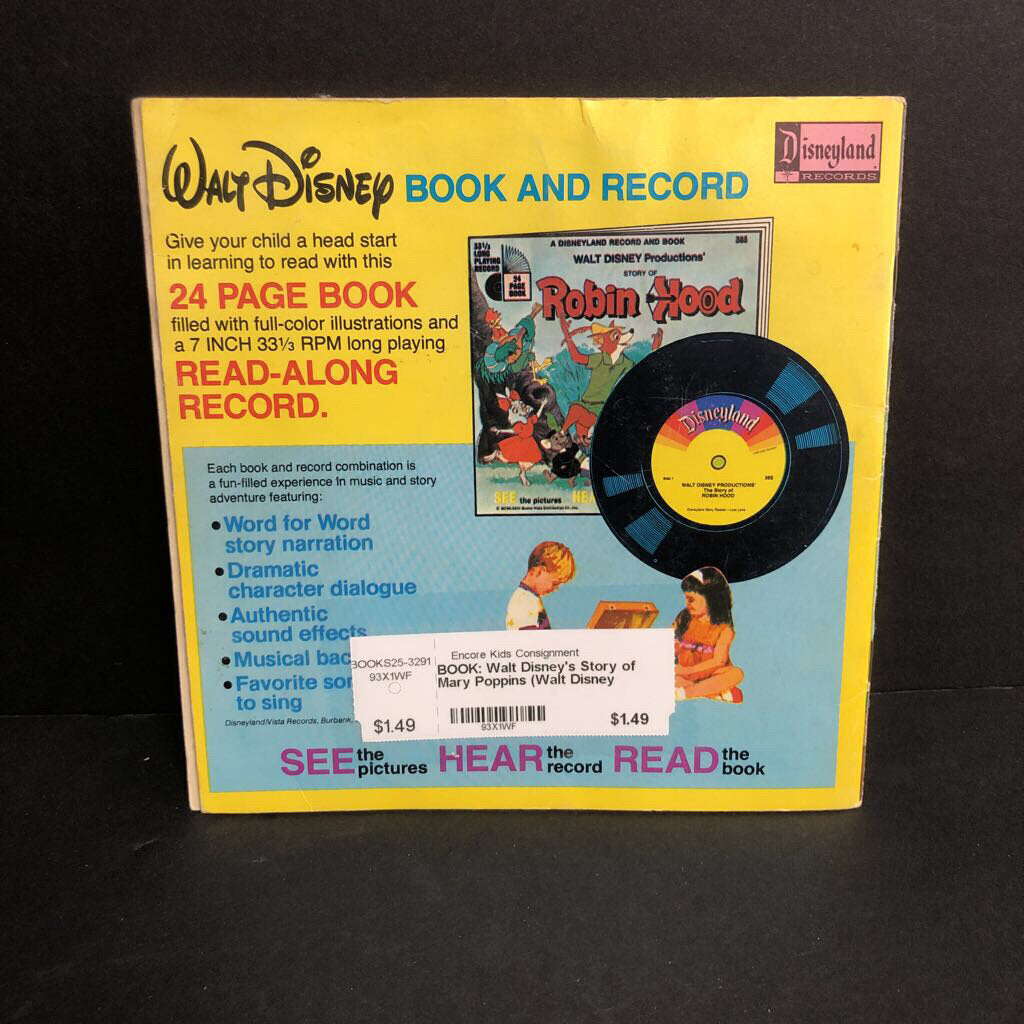 WALT DISNEY BOOK AND RECORD
Disneyland
RECORDS
Give your child a head start
in learning to read with this
24 PAGE BOOK
filled with full-color illustrations and
a 7 INCH 33⅓ RPM long playing
READ-ALONG
RECORD.
33⅓
LONG
PLAYING
RECORD
24
PAGE
BOOK
A DISNEYLAND RECORD AND BOOK
385
WALT DISNEY Productions'
STORY OF
Robin Hood
SEE the pictures HEA
Disneyland
Side 1
385
WALT DISNEY PRODUCTIONS'
The Story of
ROBIN HOOD
Each book and record combination is
a fun-filled experience in music and story
adventure featuring:
• Word for Word
story narration
• Dramatic
character dialogue
• Authentic
sound effects
• Musical bac
• Favorite so
to sing
Disneyland/Vista Records, Burbank,
BOOKS25-3291
93X1WF
$1.49
Encore Kids Consignment
BOOK: Walt Disney's Story of
Mary Poppins (Walt Disney
93X1WF
$1.49
SEE the pictures HEAR the record READ the book